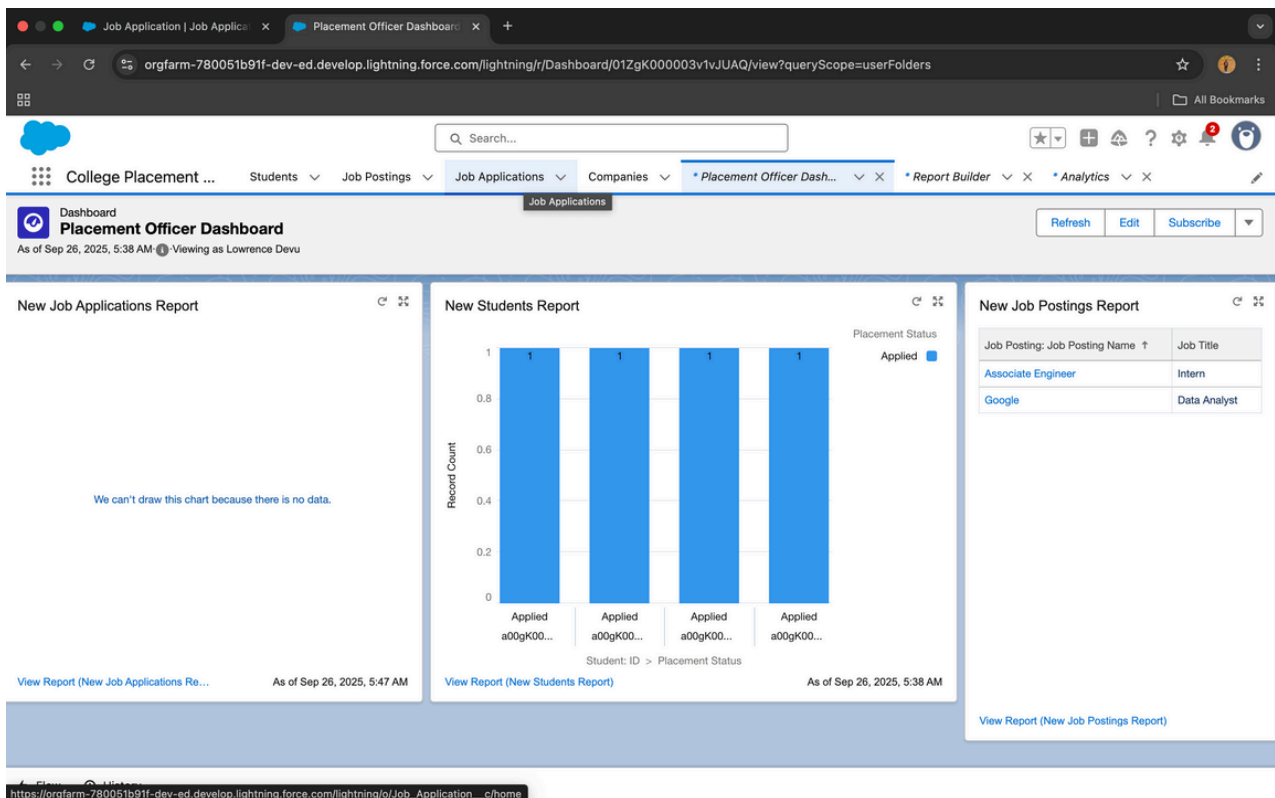 Job Application | Job Applica
Placement Officer Dashboard
orgfarm-780051b91f-dev-ed.develop.lightning.force.com/lightning/r/Dashboard/01ZgK000003v1vJUAQ/view?queryScope=userFolders
All Bookmarks
Search...
2
College Placement ...
Students
Job Postings
Job Applications
Companies
* Placement Officer Dash...
* Report Builder
* Analytics
Job Applications
Dashboard
Placement Officer Dashboard
As of Sep 26, 2025, 5:38 AM·Viewing as Lowrence Devu
Refresh
Edit
Subscribe
New Job Applications Report
We can't draw this chart because there is no data.
View Report (New Job Applications Re...
As of Sep 26, 2025, 5:47 AM
New Students Report
Placement Status
Applied
Record Count
1
0.8
0.6
0.4
0.2
0
1
1
1
1
Applied
Applied
Applied
Applied
a00gK00...
a00gK00...
a00gK00...
a00gK00...
Student: ID > Placement Status
View Report (New Students Report)
As of Sep 26, 2025, 5:38 AM
New Job Postings Report
Job Posting: Job Posting Name ↑ Job Title
Associate Engineer Intern
Google Data Analyst
View Report (New Job Postings Report)
Flow
History
https://orgfarm-780051b91f-dev-ed.develop.lightning.force.com/lightning/o/Job_Application__c/home